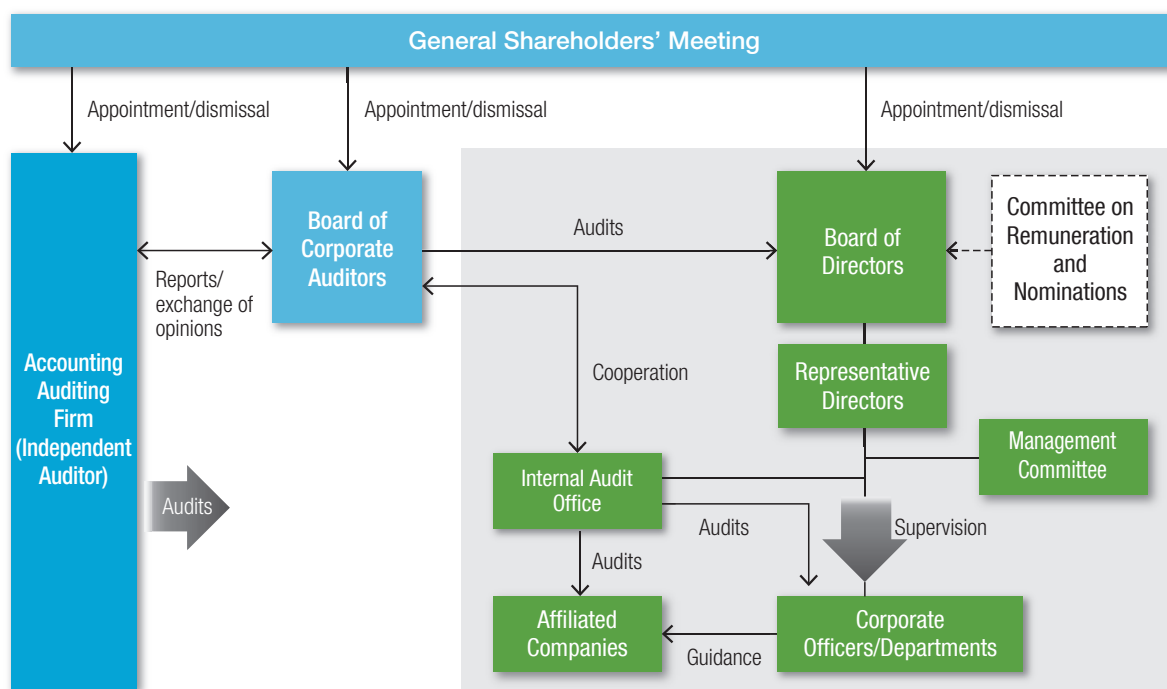 General Shareholders’ Meeting
Appointment/dismissal
Appointment/dismissal
Appointment/dismissal
Board of
Corporate
Auditors
Audits
Board of
Directors
Committee on
Remuneration
and
Nominations
Reports/
exchange of
opinions
Accounting
Auditing
Firm
(Independent
Auditor)
Cooperation
Representative
Directors
Management
Committee
Internal Audit
Office
Audits
Audits
Supervision
Audits
Affiliated
Companies
Guidance
Corporate
Officers/Departments